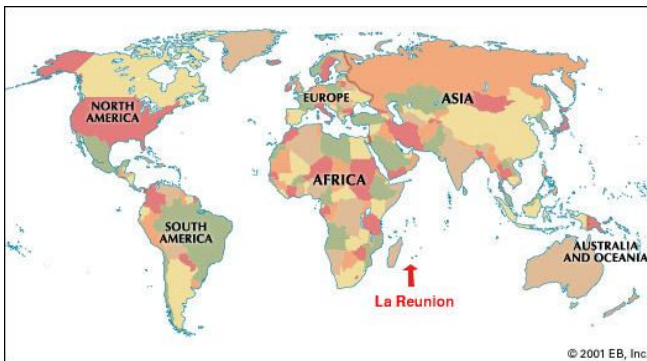 NORTH
AMERICA
EUROPE
ASIA
AFRICA
SOUTH
AMERICA
AUSTRALIA
AND OCEANIA
La Reunion
© 2001 EB, Inc